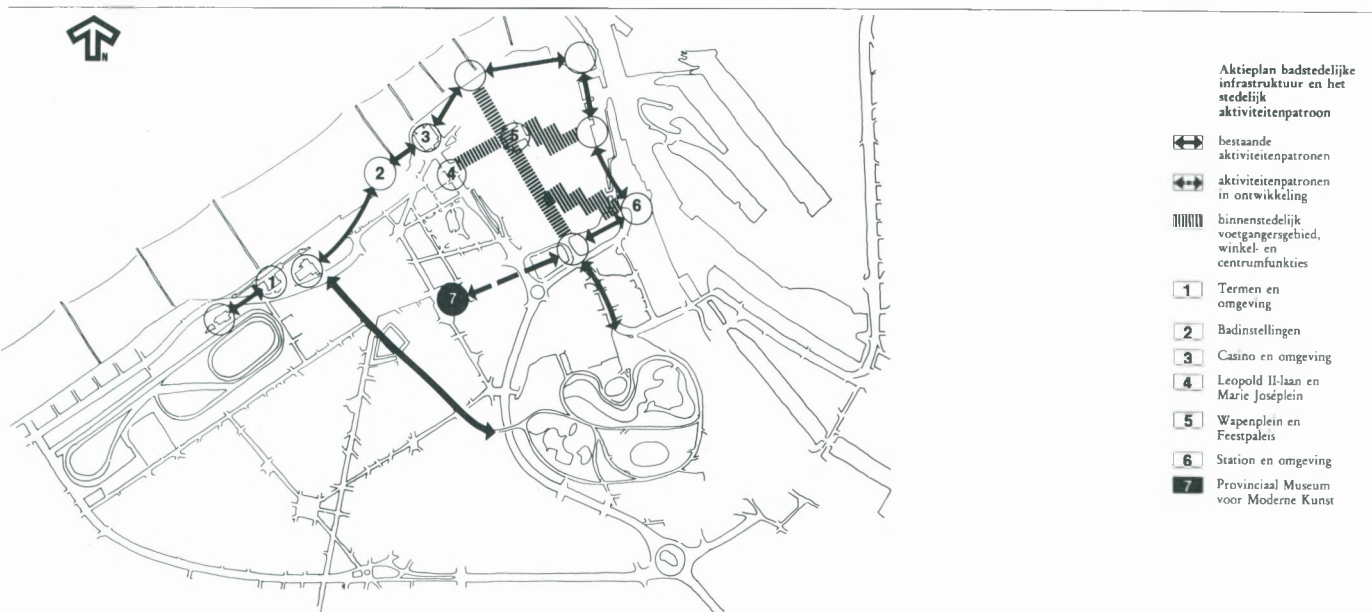 N
3
5
2
4
6
1
7
Aktieplan badstedelijke
infrastruktuur en het
stedelijk
aktiviteitenpatroon
bestaande
aktiviteitenpatronen
aktiviteitenpatronen
in ontwikkeling
binnenstedelijk
voetgangersgebied,
winkel- en
centrumfunkties
1 Termen en
omgeving
2 Badinstellingen
3 Casino en omgeving
4 Leopold II-laan en
Marie Joséplein
5 Wapenplein en
Feestpaleis
6 Station en omgeving
7 Provinciaal Museum
voor Moderne Kunst